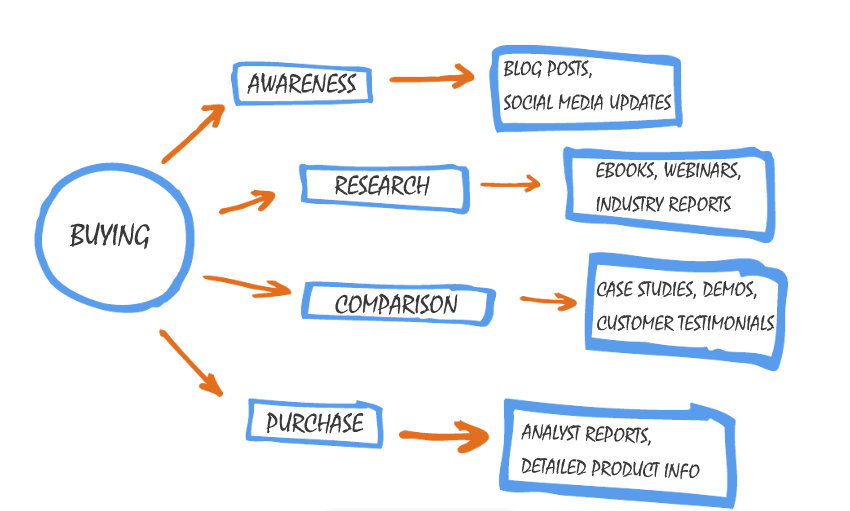 AWARENESS
BLOG POSTS,
SOCIAL MEDIA UPDATES
RESEARCH
EBOOKS, WEBINARS,
INDUSTRY REPORTS
BUYING
COMPARISON
CASE STUDIES, DEMOS,
CUSTOMER TESTIMONIALS
PURCHASE
ANALYST REPORTS,
DETAILED PRODUCT INFO